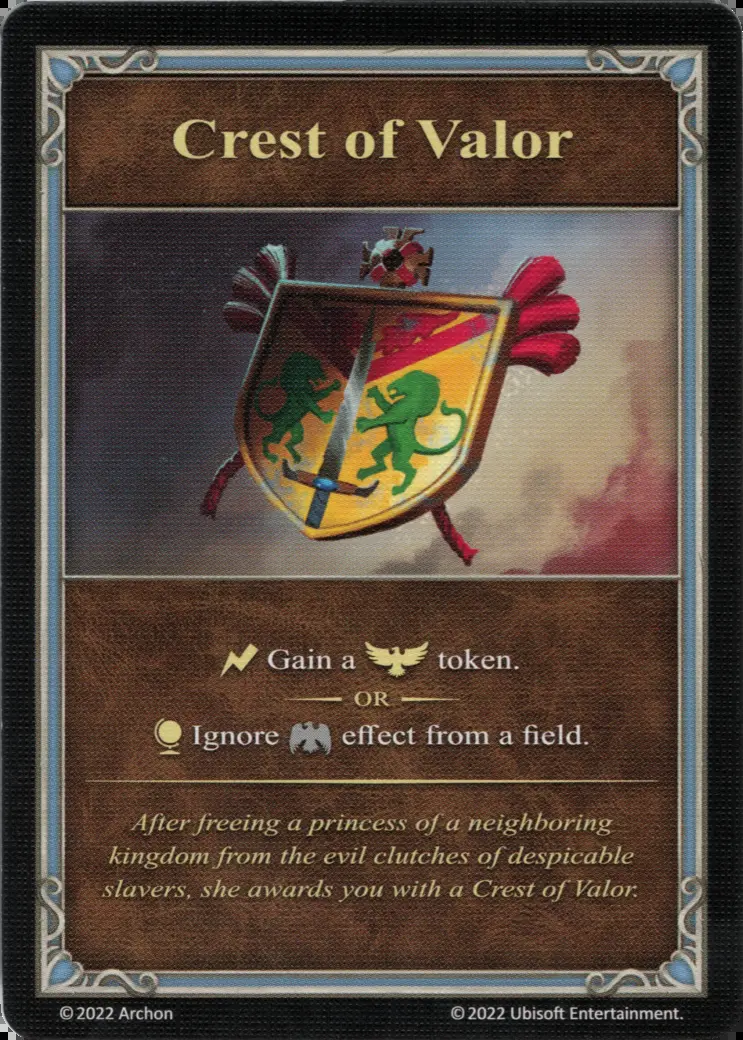 Crest of Valor
Gain a token.
OR
Ignore effect from a field.
After freeing a princess of a neighboring
kingdom from the evil clutches of despicable
slavers, she awards you with a Crest of Valor.
© 2022 Archon © 2022 Ubisoft Entertainment.